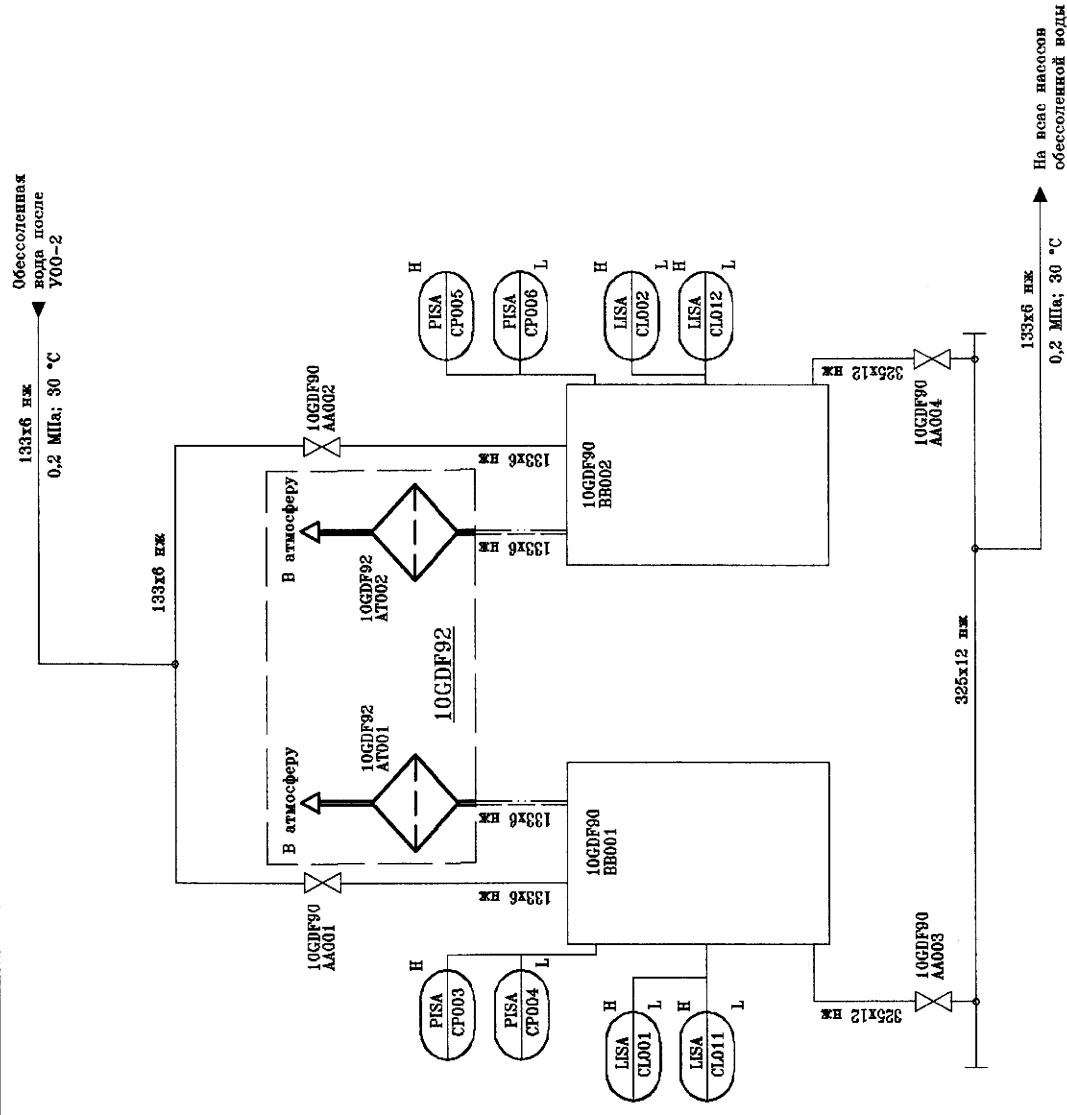 Обессоленная
вода после
УОО-2
133х6 нж
0,2 МПа; 30 °С
133х6 нж
10GDF90
AA001
10GDF90
AA002
В атмосферу
В атмосферу
10GDF92
AT001
10GDF92
AT002
10GDF92
133х6 нж
133х6 нж
133х6 нж
133х6 нж
H
PISA
CP003
L
PISA
CP004
H
LISA
CL001
L
H
LISA
CL011
L
10GDF90
BB001
10GDF90
BB002
H
PISA
CP005
L
PISA
CP006
H
LISA
CL002
L
H
LISA
CL012
L
325х12 нж
10GDF90
AA003
325х12 нж
10GDF90
AA004
325х12 нж
133х6 нж
0,2 МПа; 30 °С
На всас насосов
обессоленной воды